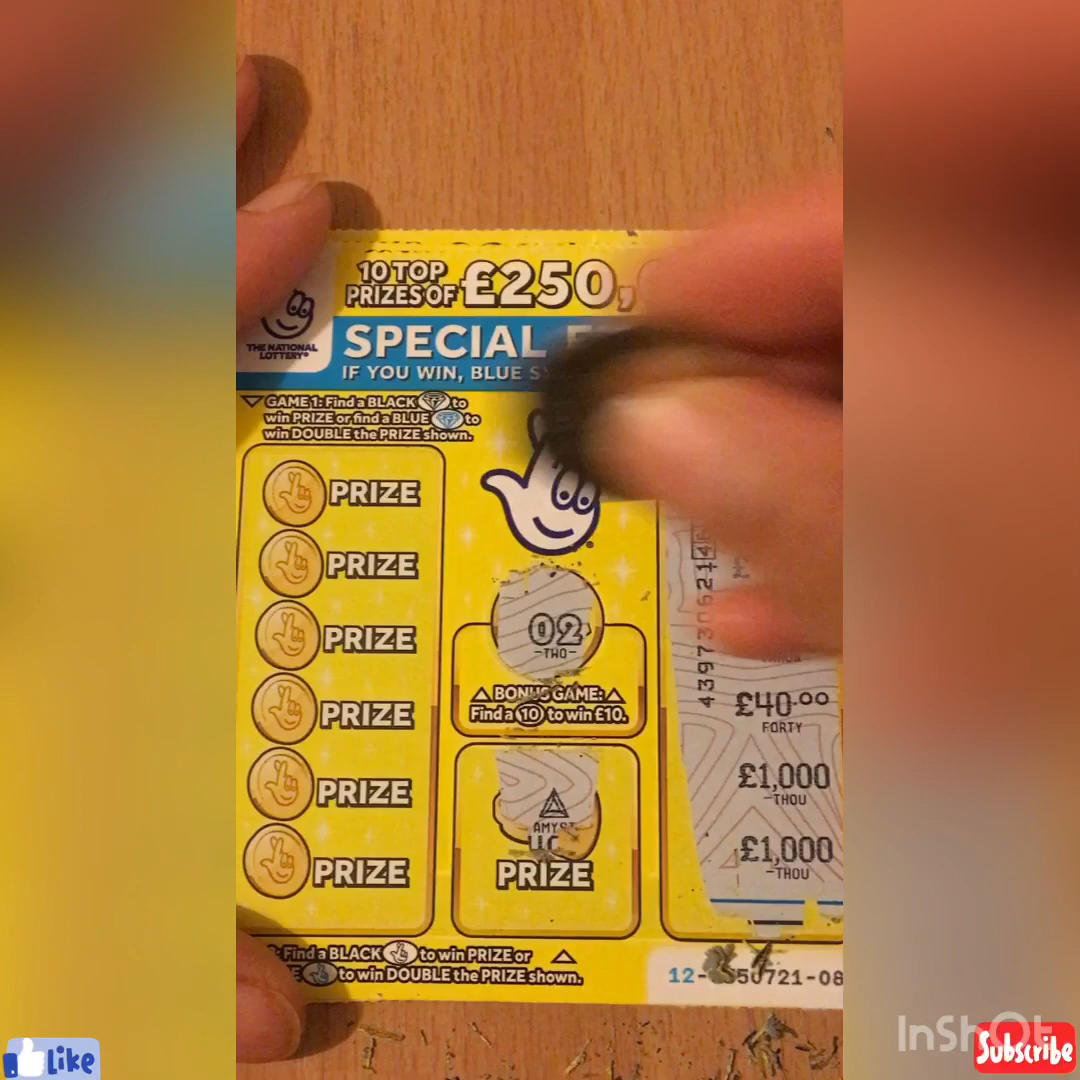 10 TOP
PRIZES OF £250,
THE NATIONAL
LOTTERY®
SPECIAL
IF YOU WIN, BLUE
GAME 1: Find a BLACK to
win PRIZE or find a BLUE to
win DOUBLE the PRIZE shown.
PRIZE
PRIZE
PRIZE
PRIZE
PRIZE
PRIZE
02
-TWO-
BONUS GAME:
Find a 10 to win £10.
PRIZE
£40.00
FORTY
£1,000
-THOU
£1,000
-THOU
Find a BLACK to win PRIZE or
to win DOUBLE the PRIZE shown.
Like
InShOt
Subscribe